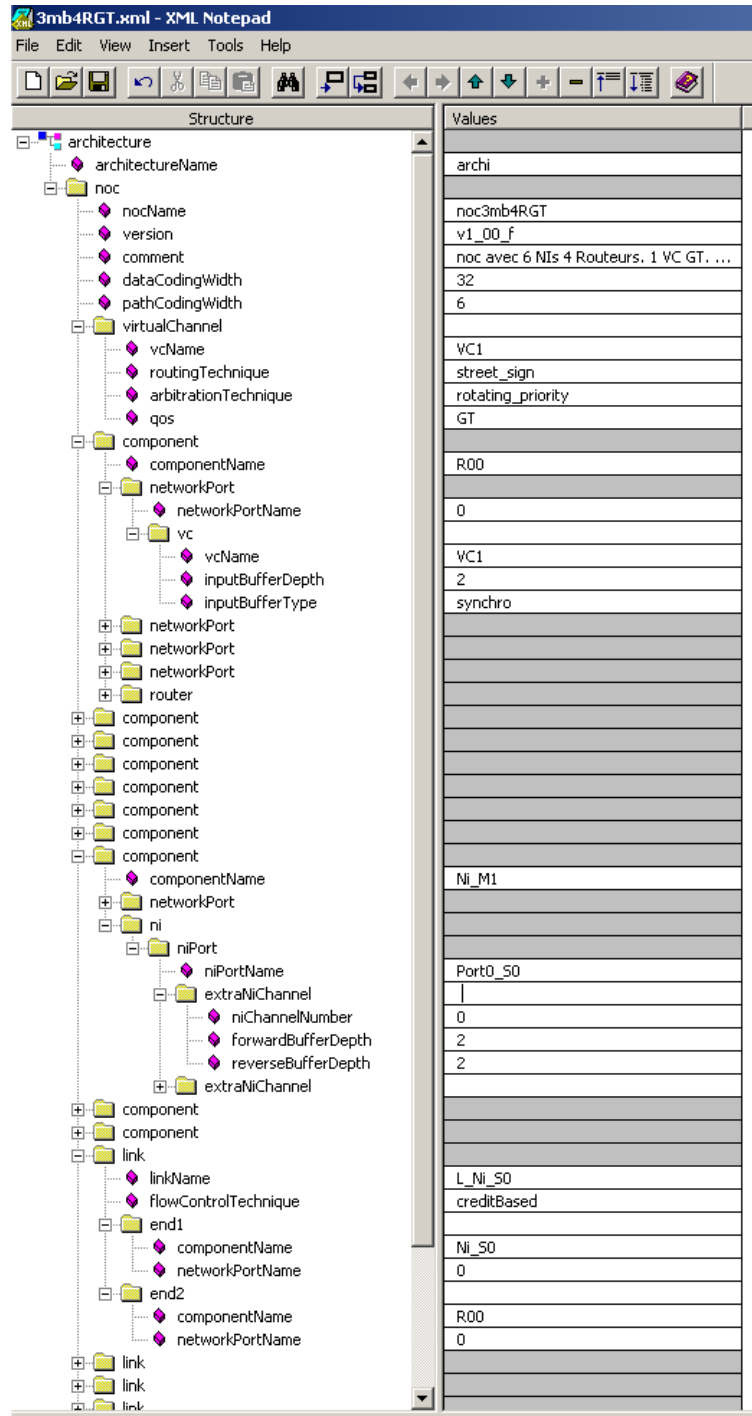 3mb4RGT.xml - XML Notepad
File Edit View Insert Tools Help
Structure Values
architecture
architectureName archi
noc
nocName noc3mb4RGT
version v1_00_f
comment noc avec 6 NIs 4 Routeurs. 1 VC GT. ...
dataCodingWidth 32
pathCodingWidth 6
virtualChannel
vcName VC1
routingTechnique street_sign
arbitrationTechnique rotating_priority
qos GT
component
componentName R00
networkPort
networkPortName 0
vc
vcName VC1
inputBufferDepth 2
inputBufferType synchro
networkPort
networkPort
networkPort
router
component
component
component
component
component
component
component
componentName Ni_M1
networkPort
ni
niPort
niPortName Port0_S0
extraNiChannel
niChannelNumber 0
forwardBufferDepth 2
reverseBufferDepth 2
extraNiChannel
component
component
link
linkName L_Ni_S0
flowControlTechnique creditBased
end1
componentName Ni_S0
networkPortName 0
end2
componentName R00
networkPortName 0
link
link
link